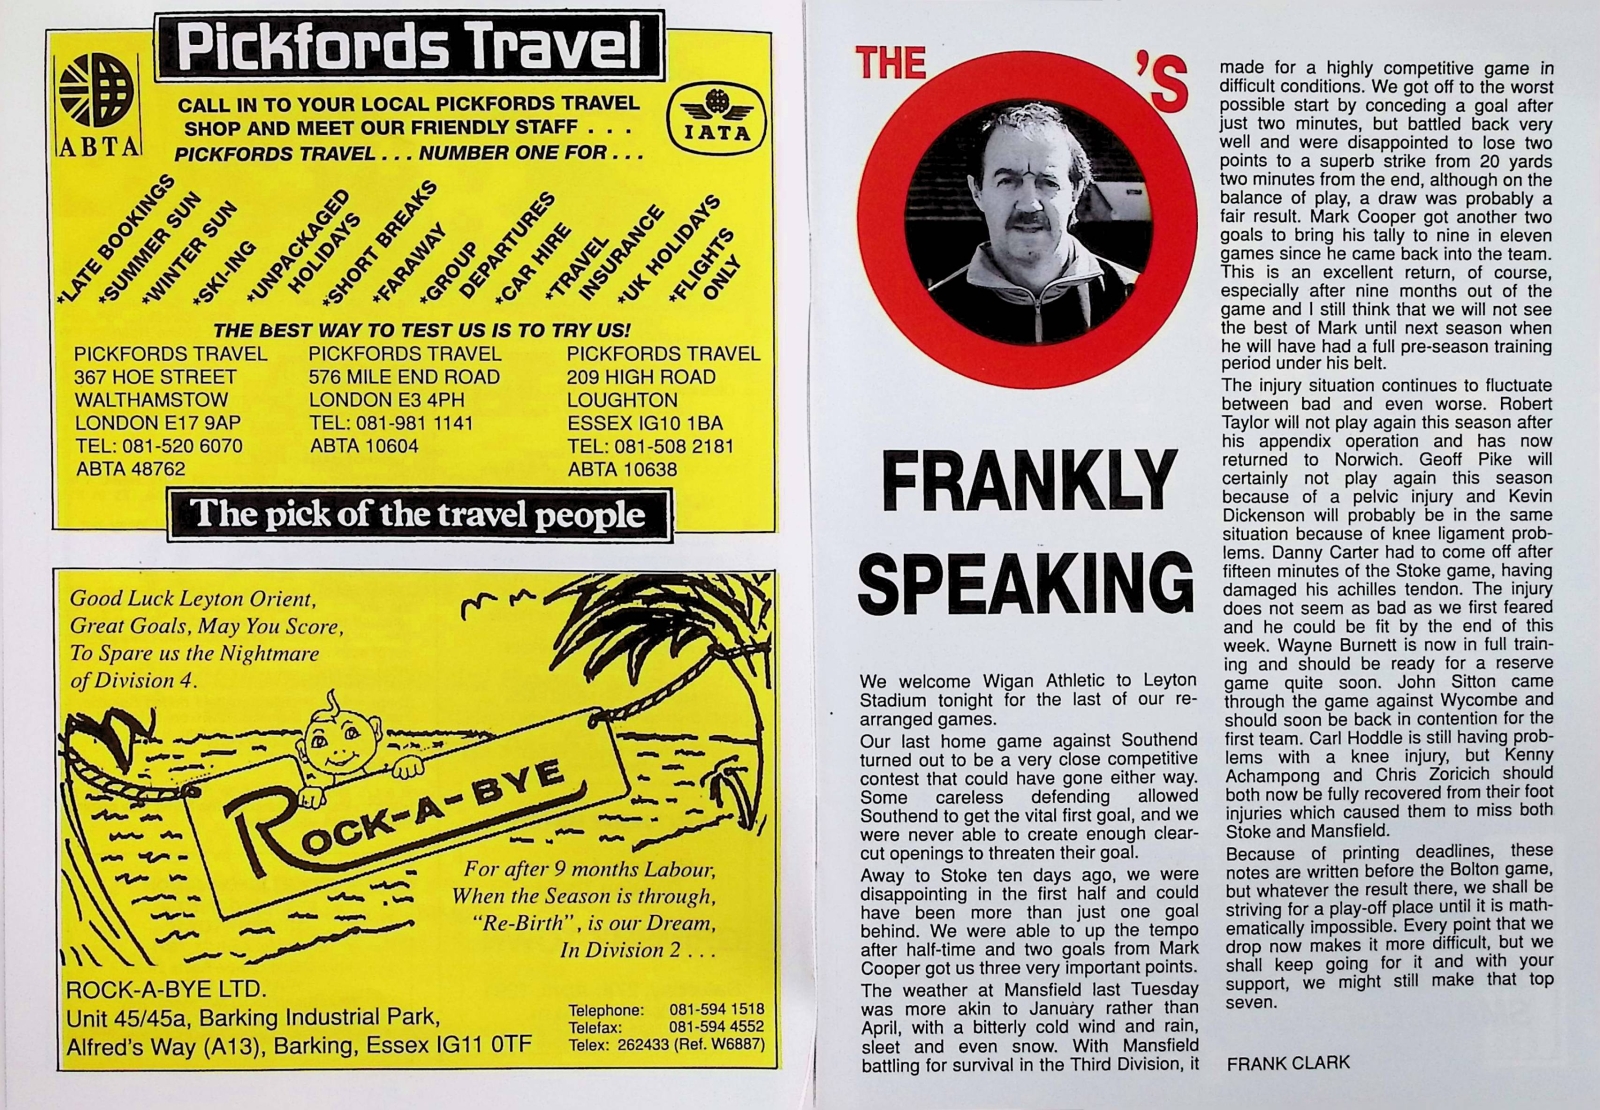 Pickfords Travel
ABTA
CALL IN TO YOUR LOCAL PICKFORDS TRAVEL
SHOP AND MEET OUR FRIENDLY STAFF . . .
PICKFORDS TRAVEL . . . NUMBER ONE FOR . . .
IATA
*LATE BOOKINGS
*SUMMER SUN
*WINTER SUN
*SKI-ING
*UNPACKAGED
HOLIDAYS
*SHORT BREAKS
*FARAWAY
*GROUP
DEPARTURES
*CAR HIRE
*TRAVEL
INSURANCE
*UK HOLIDAYS
*FLIGHTS
ONLY
THE BEST WAY TO TEST US IS TO TRY US!
PICKFORDS TRAVEL
367 HOE STREET
WALTHAMSTOW
LONDON E17 9AP
TEL: 081-520 6070
ABTA 48762
PICKFORDS TRAVEL
576 MILE END ROAD
LONDON E3 4PH
TEL: 081-981 1141
ABTA 10604
PICKFORDS TRAVEL
209 HIGH ROAD
LOUGHTON
ESSEX IG10 1BA
TEL: 081-508 2181
ABTA 10638
The pick of the travel people
Good Luck Leyton Orient,
Great Goals, May You Score,
To Spare us the Nightmare
of Division 4.
ROCK-A-BYE
For after 9 months Labour,
When the Season is through,
“Re-Birth”, is our Dream,
In Division 2 . . .
ROCK-A-BYE LTD.
Unit 45/45a, Barking Industrial Park,
Alfred's Way (A13), Barking, Essex IG11 0TF
Telephone: 081-594 1518
Telefax: 081-594 4552
Telex: 262433 (Ref. W6887)
THE O'S
FRANKLY
SPEAKING
We welcome Wigan Athletic to Leyton
Stadium tonight for the last of our re-
arranged games.
Our last home game against Southend
turned out to be a very close competitive
contest that could have gone either way.
Some careless defending allowed
Southend to get the vital first goal, and we
were never able to create enough clear-
cut openings to threaten their goal.
Away to Stoke ten days ago, we were
disappointing in the first half and could
have been more than just one goal
behind. We were able to up the tempo
after half-time and two goals from Mark
Cooper got us three very important points.
The weather at Mansfield last Tuesday
was more akin to January rather than
April, with a bitterly cold wind and rain,
sleet and even snow. With Mansfield
battling for survival in the Third Division, it
made for a highly competitive game in
difficult conditions. We got off to the worst
possible start by conceding a goal after
just two minutes, but battled back very
well and were disappointed to lose two
points to a superb strike from 20 yards
two minutes from the end, although on the
balance of play, a draw was probably a
fair result. Mark Cooper got another two
goals to bring his tally to nine in eleven
games since he came back into the team.
This is an excellent return, of course,
especially after nine months out of the
game and I still think that we will not see
the best of Mark until next season when
he will have had a full pre-season training
period under his belt.
The injury situation continues to fluctuate
between bad and even worse. Robert
Taylor will not play again this season after
his appendix operation and has now
returned to Norwich. Geoff Pike will
certainly not play again this season
because of a pelvic injury and Kevin
Dickenson will probably be in the same
situation because of knee ligament prob-
lems. Danny Carter had to come off after
fifteen minutes of the Stoke game, having
damaged his achilles tendon. The injury
does not seem as bad as we first feared
and he could be fit by the end of this
week. Wayne Burnett is now in full train-
ing and should be ready for a reserve
game quite soon. John Sitton came
through the game against Wycombe and
should soon be back in contention for the
first team. Carl Hoddle is still having prob-
lems with a knee injury, but Kenny
Achampong and Chris Zoricich should
both now be fully recovered from their foot
injuries which caused them to miss both
Stoke and Mansfield.
Because of printing deadlines, these
notes are written before the Bolton game,
but whatever the result there, we shall be
striving for a play-off place until it is math-
ematically impossible. Every point that we
drop now makes it more difficult, but we
shall keep going for it and with your
support, we might still make that top
seven.
FRANK CLARK